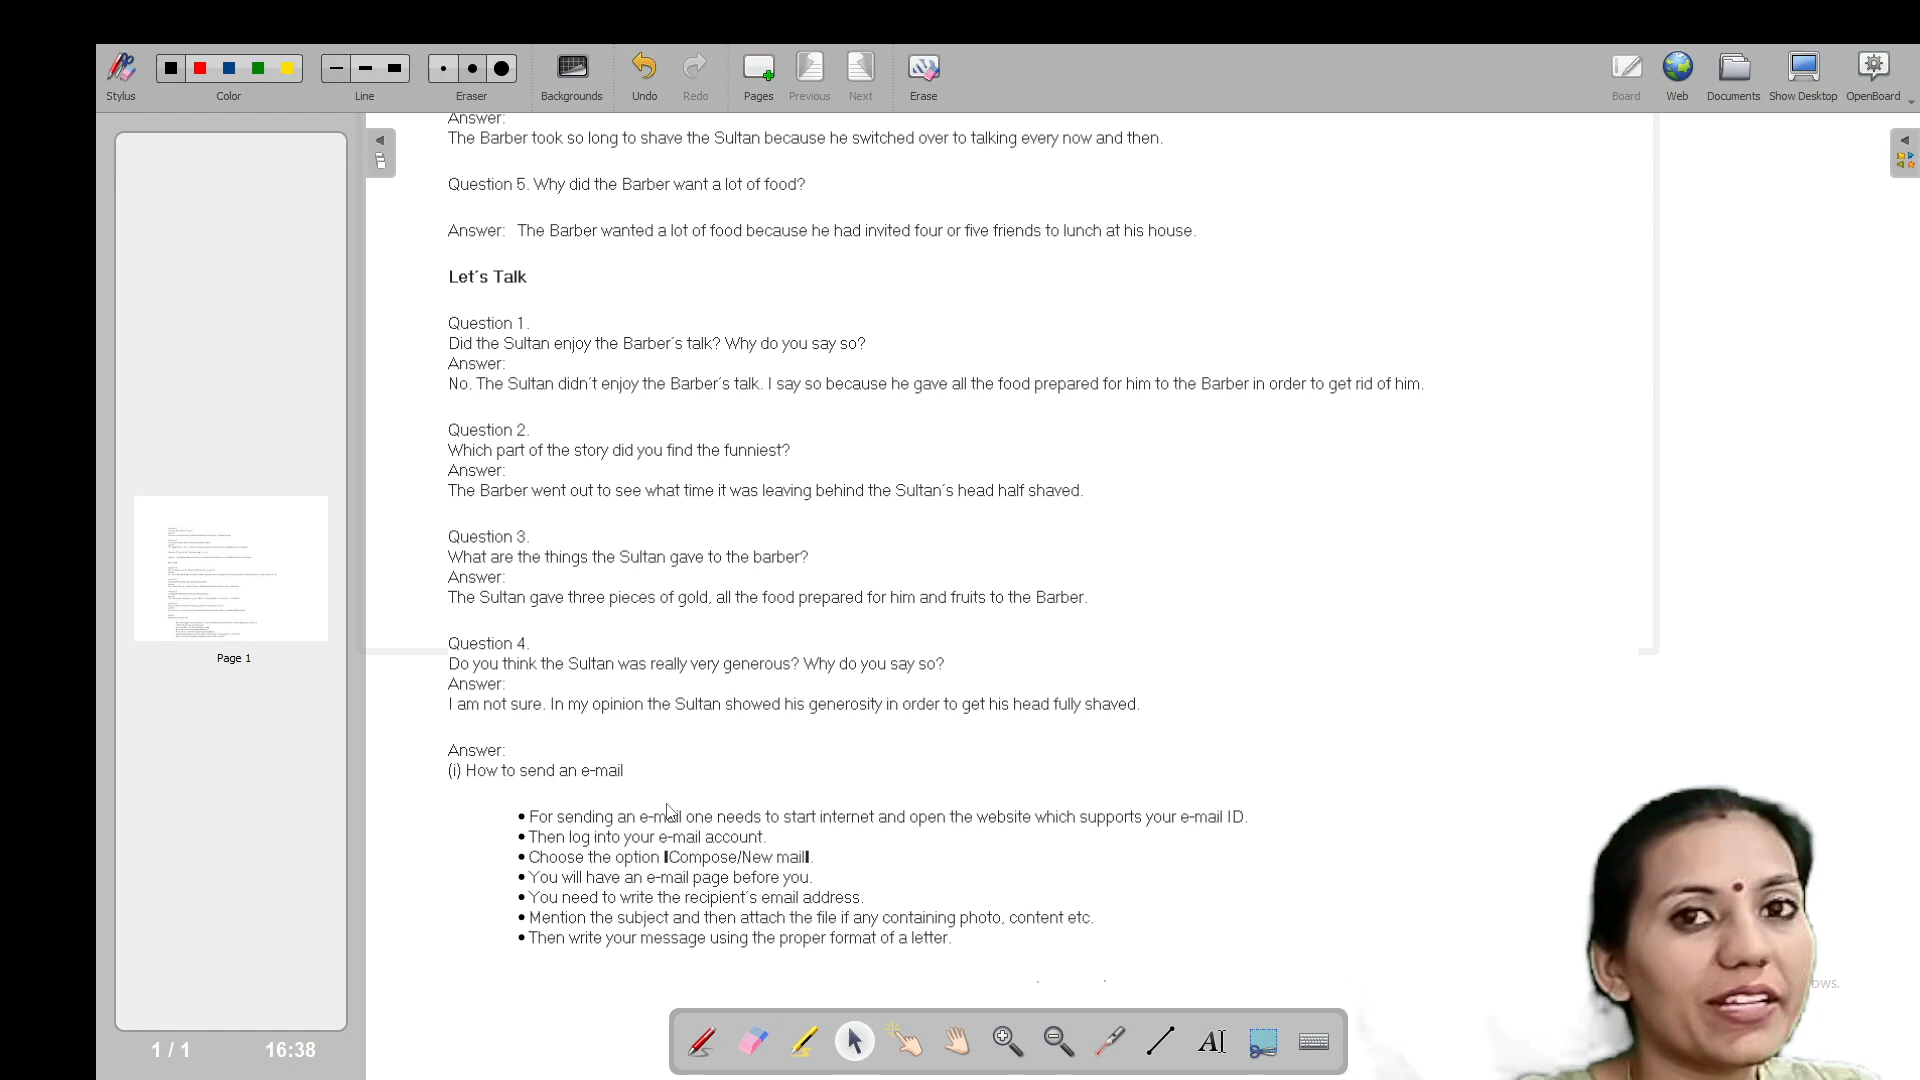 Stylus
Color
Line
Eraser
Backgrounds
Undo
Redo
Pages
Previous
Next
Erase
Board
Web
Documents
Show Desktop
OpenBoard
Answer:
The Barber took so long to shave the Sultan because he switched over to talking every now and then.
Question 5. Why did the Barber want a lot of food?
Answer: The Barber wanted a lot of food because he had invited four or five friends to lunch at his house.
Let´s Talk
Question 1.
Did the Sultan enjoy the Barber´s talk? Why do you say so?
Answer:
No. The Sultan didn´t enjoy the Barber´s talk. I say so because he gave all the food prepared for him to the Barber in order to get rid of him.
Question 2.
Which part of the story did you find the funniest?
Answer:
The Barber went out to see what time it was leaving behind the Sultan´s head half shaved.
Question 3.
What are the things the Sultan gave to the barber?
Answer:
The Sultan gave three pieces of gold, all the food prepared for him and fruits to the Barber.
Question 4.
Do you think the Sultan was really very generous? Why do you say so?
Answer:
I am not sure. In my opinion the Sultan showed his generosity in order to get his head fully shaved.
Answer:
(i) How to send an e-mail
• For sending an e-mail one needs to start internet and open the website which supports your e-mail ID.
• Then log into your e-mail account.
• Choose the option ‖Compose/New mail‖.
• You will have an e-mail page before you.
• You need to write the recipient´s email address.
• Mention the subject and then attach the file if any containing photo, content etc.
• Then write your message using the proper format of a letter.
Page 1
1 / 1
16:38
ows.